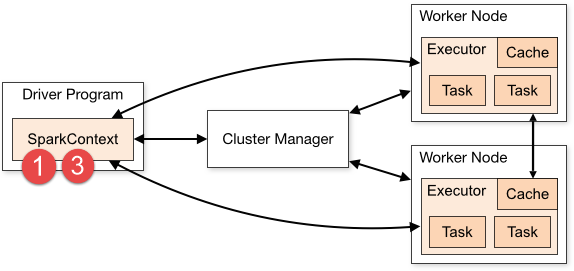 Driver Program
SparkContext
1
3
Cluster Manager
Worker Node
Executor
Cache
Task
Task
Worker Node
Executor
Cache
Task
Task